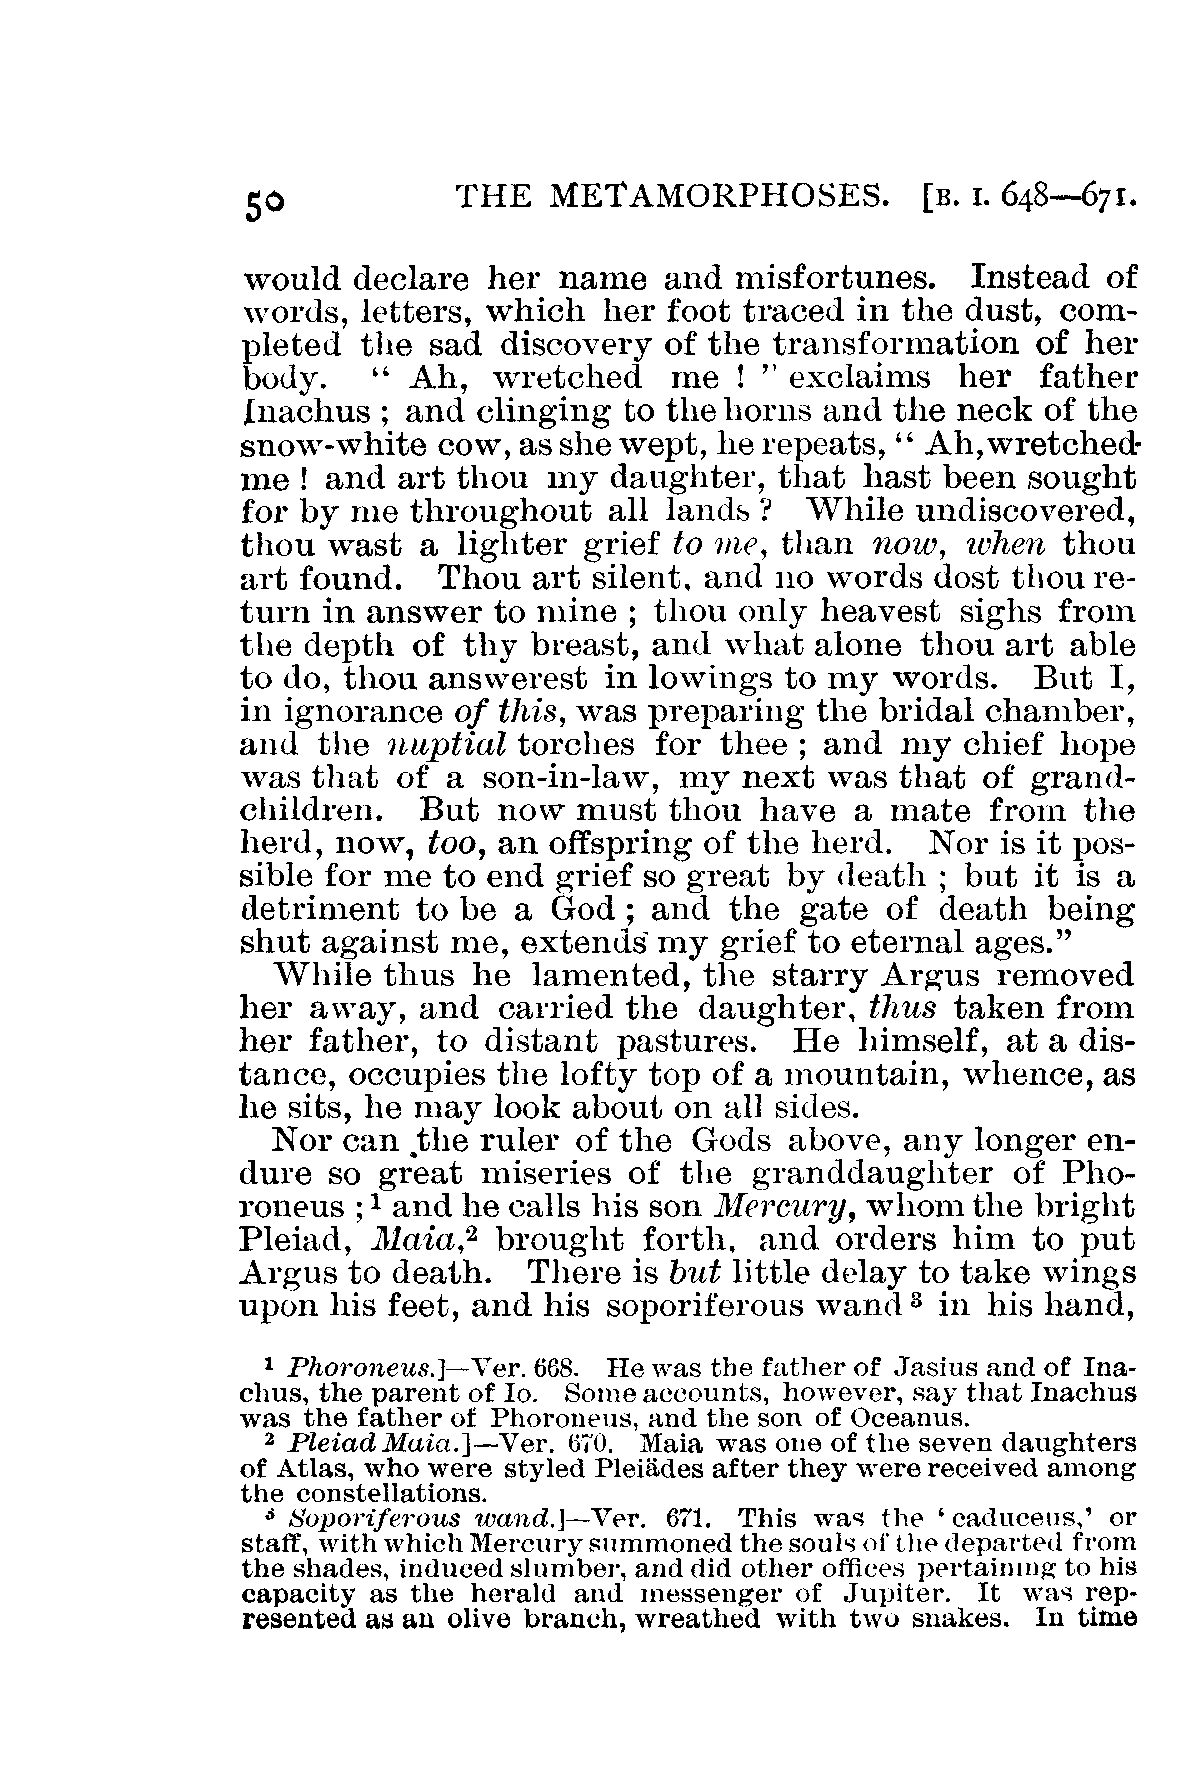 50 THE METAMORPHOSES. [B. I. 648—671.
would declare her name and misfortunes. Instead of
words, letters, which her foot traced in the dust, com-
pleted the sad discovery of the transformation of her
body. “ Ah, wretched me ! ” exclaims her father
Inachus ; and clinging to the horns and the neck of the
snow-white cow, as she wept, he repeats, “ Ah, wretched
me ! and art thou my daughter, that hast been sought
for by me throughout all lands ? While undiscovered,
thou wast a lighter grief to me, than now, when thou
art found. Thou art silent, and no words dost thou re-
turn in answer to mine ; thou only heavest sighs from
the depth of thy breast, and what alone thou art able
to do, thou answerest in lowings to my words. But I,
in ignorance of this, was preparing the bridal chamber,
and the nuptial torches for thee ; and my chief hope
was that of a son-in-law, my next was that of grand-
children. But now must thou have a mate from the
herd, now, too, an offspring of the herd. Nor is it pos-
sible for me to end grief so great by death ; but it is a
detriment to be a God ; and the gate of death being
shut against me, extends my grief to eternal ages.”
While thus he lamented, the starry Argus removed
her away, and carried the daughter, thus taken from
her father, to distant pastures. He himself, at a dis-
tance, occupies the lofty top of a mountain, whence, as
he sits, he may look about on all sides.
Nor can the ruler of the Gods above, any longer en-
dure so great miseries of the granddaughter of Pho-
roneus ;¹ and he calls his son Mercury, whom the bright
Pleiad, Maia,² brought forth, and orders him to put
Argus to death. There is but little delay to take wings
upon his feet, and his soporiferous wand ³ in his hand,
¹ Phoroneus.]—Ver. 668. He was the father of Jasius and of Ina-
chus, the parent of Io. Some accounts, however, say that Inachus
was the father of Phoroneus, and the son of Oceanus.
² Pleiad Maia.]—Ver. 670. Maia was one of the seven daughters
of Atlas, who were styled Pleiädes after they were received among
the constellations.
³ Soporiferous wand.]—Ver. 671. This was the ‘ caduceus,’ or
staff, with which Mercury summoned the souls of the departed from
the shades, induced slumber, and did other offices pertaining to his
capacity as the herald and messenger of Jupiter. It was rep-
resented as an olive branch, wreathed with two snakes. In time